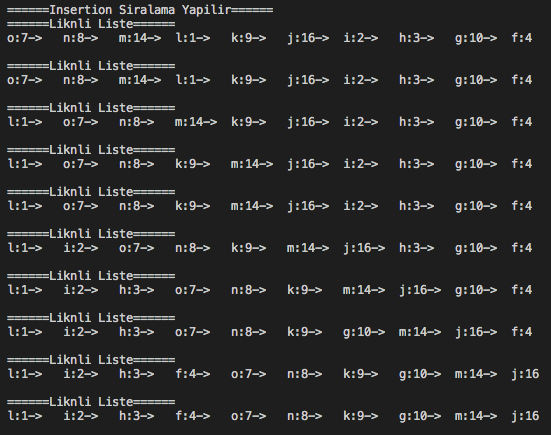 ======Insertion Siralama Yapilir======
======Liknli Liste======
o:7-> n:8-> m:14-> l:1-> k:9-> j:16-> i:2-> h:3-> g:10-> f:4
o:7-> n:8-> m:14-> l:1-> k:9-> j:16-> i:2-> h:3-> g:10-> f:4
======Liknli Liste======
l:1-> o:7-> n:8-> m:14-> k:9-> j:16-> i:2-> h:3-> g:10-> f:4
======Liknli Liste======
l:1-> o:7-> n:8-> k:9-> m:14-> j:16-> i:2-> h:3-> g:10-> f:4
======Liknli Liste======
l:1-> o:7-> n:8-> k:9-> m:14-> j:16-> i:2-> h:3-> g:10-> f:4
======Liknli Liste======
l:1-> i:2-> o:7-> n:8-> k:9-> m:14-> j:16-> h:3-> g:10-> f:4
======Liknli Liste======
l:1-> i:2-> h:3-> o:7-> n:8-> k:9-> m:14-> j:16-> g:10-> f:4
======Liknli Liste======
l:1-> i:2-> h:3-> o:7-> n:8-> k:9-> g:10-> m:14-> j:16-> f:4
======Liknli Liste======
l:1-> i:2-> h:3-> f:4-> o:7-> n:8-> k:9-> g:10-> m:14-> j:16
======Liknli Liste======
l:1-> i:2-> h:3-> f:4-> o:7-> n:8-> k:9-> g:10-> m:14-> j:16